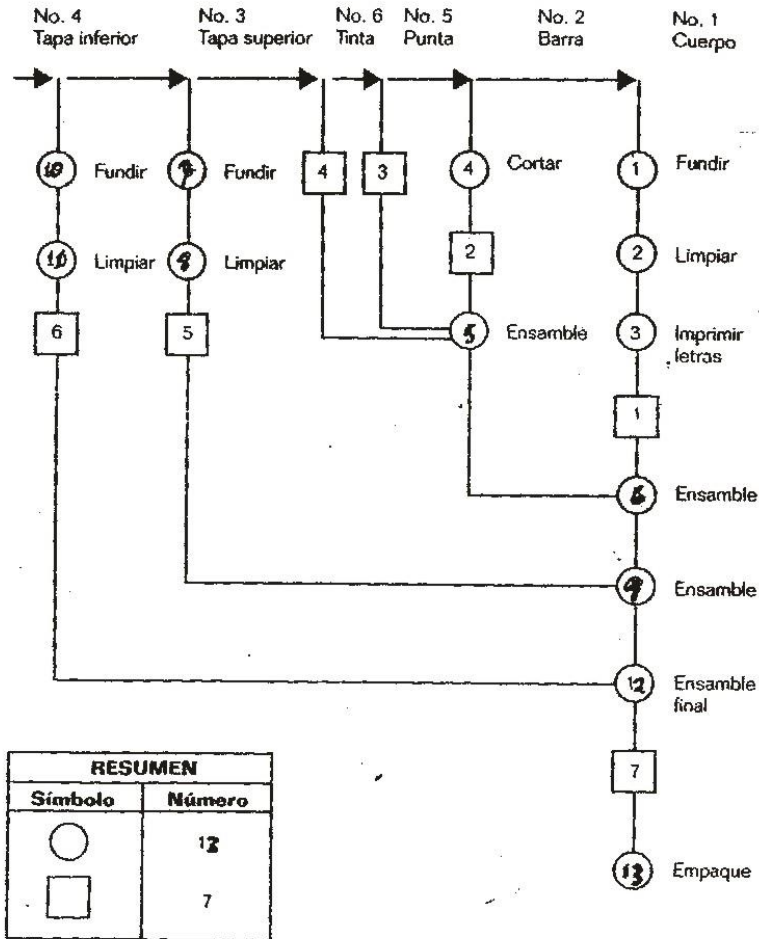 No. 4
Tapa inferior
No. 3
Tapa superior
No. 6
Tinta
No. 5
Punta
No. 2
Barra
No. 1
Cuerpo
10 Fundir
7 Fundir
4
3
4 Cortar
1 Fundir
11 Limpiar
8 Limpiar
2
2 Limpiar
6
5
5 Ensamble
3 Imprimir
letras
1
6 Ensamble
9 Ensamble
12 Ensamble
final
7
13 Empaque
RESUMEN
Símbolo Número
13
7